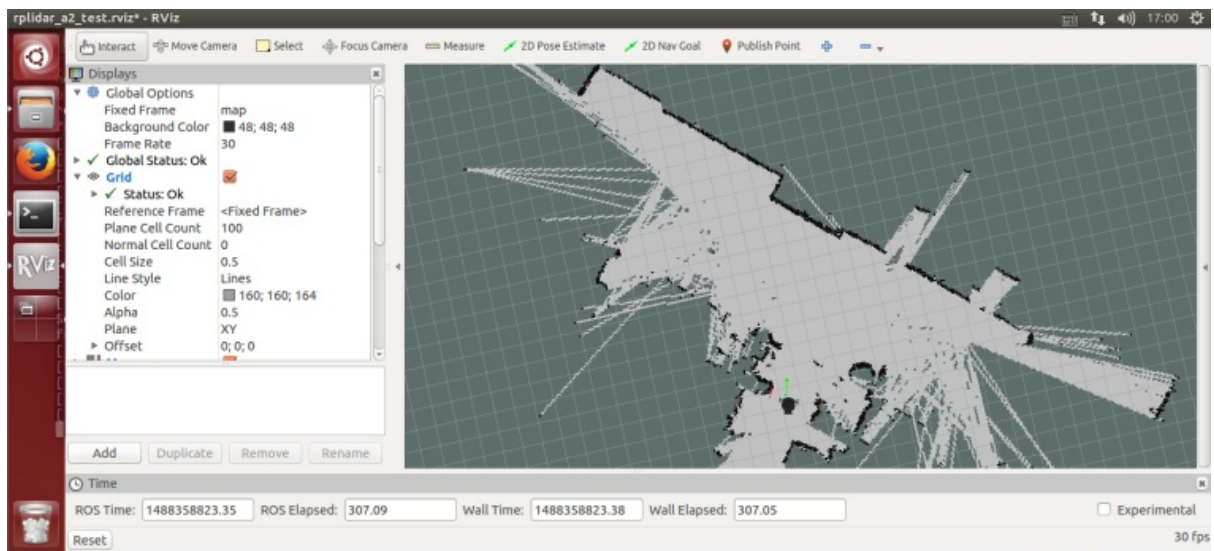 rplidar_a2_test.rviz* - RViz
17:00
Interact Move Camera Select Focus Camera Measure 2D Pose Estimate 2D Nav Goal Publish Point
Displays
Global Options
Fixed Frame map
Background Color 48; 48; 48
Frame Rate 30
Global Status: Ok
Grid
Status: Ok
Reference Frame <Fixed Frame>
Plane Cell Count 100
Normal Cell Count 0
Cell Size 0.5
Line Style Lines
Color 160; 160; 164
Alpha 0.5
Plane XY
Offset 0; 0; 0
RViz
Add Duplicate Remove Rename
Time
ROS Time: 1488358823.35 ROS Elapsed: 307.09 Wall Time: 1488358823.38 Wall Elapsed: 307.05 Experimental
Reset 30 fps